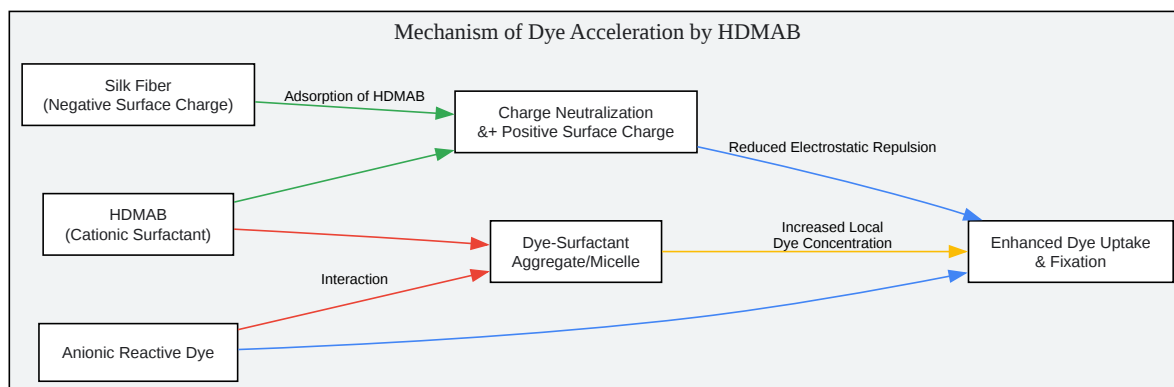 Mechanism of Dye Acceleration by HDMAB
Silk Fiber
(Negative Surface Charge)
Adsorption of HDMAB
Charge Neutralization
&+ Positive Surface Charge
Reduced Electrostatic Repulsion
HDMAB
(Cationic Surfactant)
Dye-Surfactant
Aggregate/Micelle
Increased Local
Dye Concentration
Enhanced Dye Uptake
& Fixation
Interaction
Anionic Reactive Dye